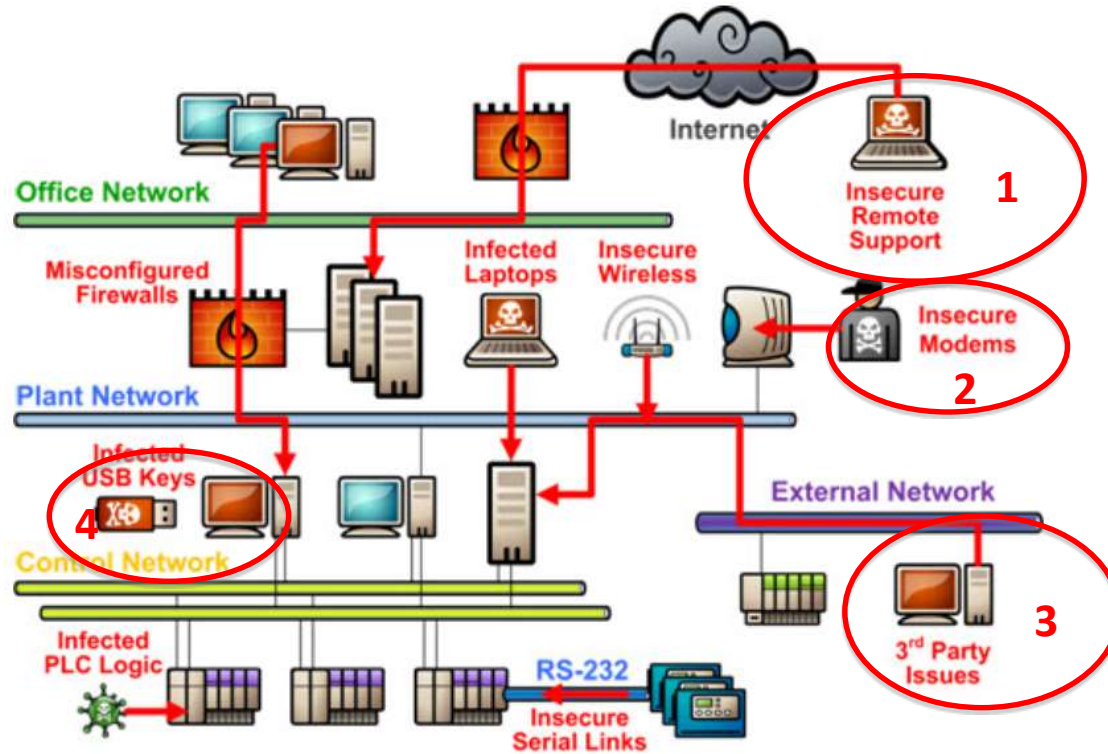 Internet
Insecure
Remote
Support
1
Office Network
Misconfigured
Firewalls
Infected
Laptops
Insecure
Wireless
Insecure
Modems
2
Plant Network
Infected
USB Keys
4
External Network
Control Network
3
3rd Party
Issues
Infected
PLC Logic
RS-232
Insecure
Serial Links